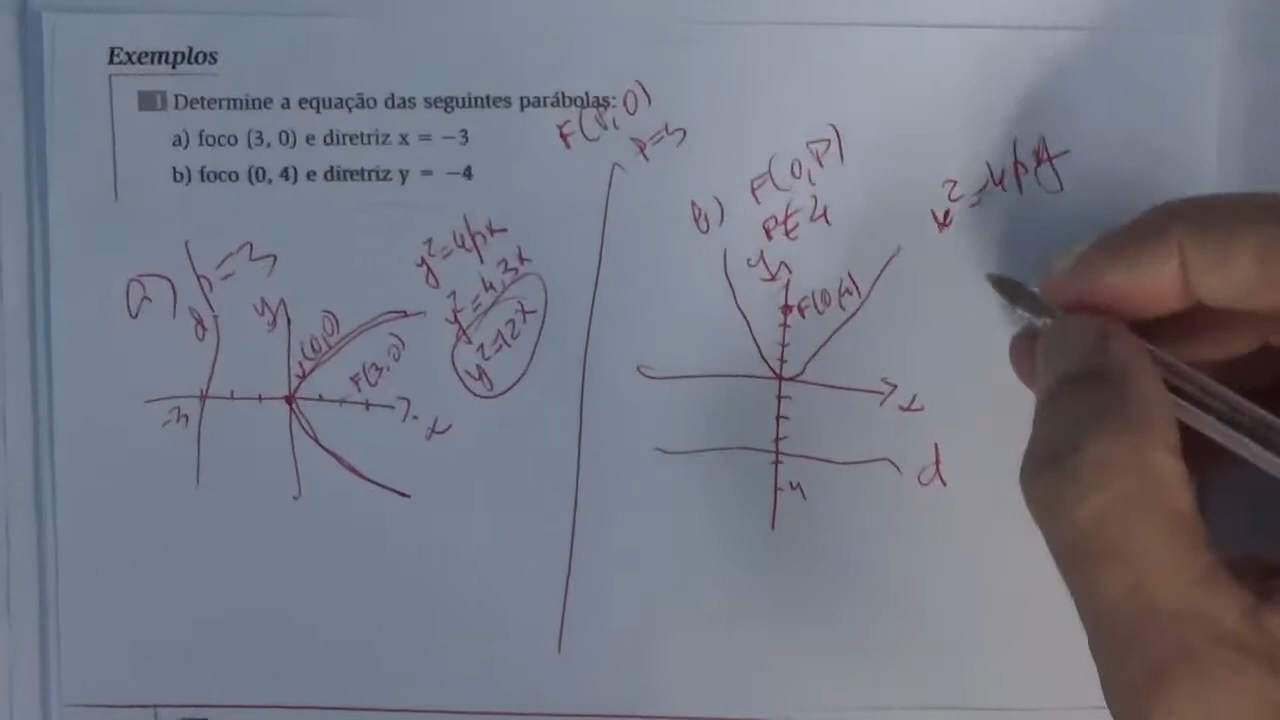 Exemplos
1 Determine a equação das seguintes parábolas:
a) foco (3, 0) e diretriz x = −3
b) foco (0, 4) e diretriz y = −4
F(P,0)
P=3
a) p=3
d
y
V(0,0)
F(3,0)
-3
x
y²=4px
y²=4.3x
y²=12x
b) F(0,P)
P=4
y
F(0,4)
x
d
-4
x²=4py